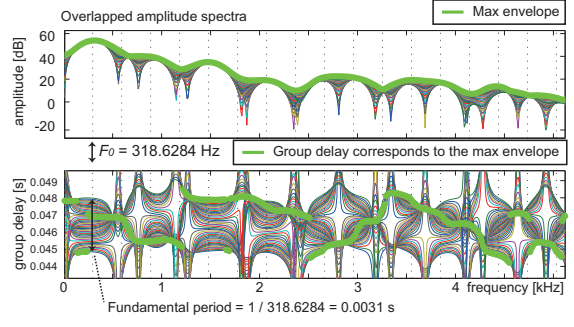 Overlapped amplitude spectra
Max envelope
amplitude [dB]
60
40
20
0
-20
F0 = 318.6284 Hz
Group delay corresponds to the max envelope
group delay [s]
0.049
0.048
0.047
0.046
0.045
0.044
0 1 2 3 4 frequency [kHz]
Fundamental period = 1 / 318.6284 = 0.0031 s